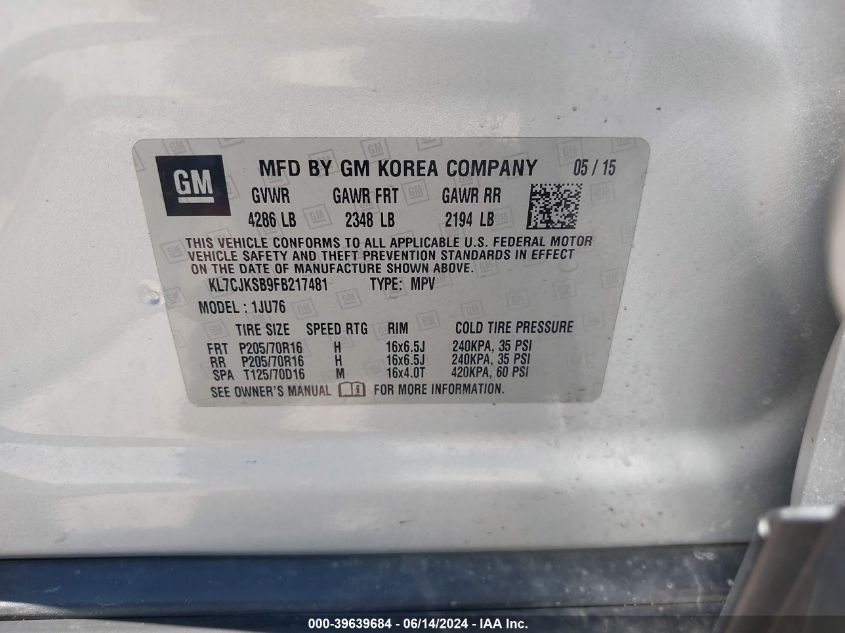 GM MFD BY GM KOREA COMPANY 05 / 15
GVWR GAWR FRT GAWR RR
4286 LB 2348 LB 2194 LB
THIS VEHICLE CONFORMS TO ALL APPLICABLE U.S. FEDERAL MOTOR
VEHICLE SAFETY AND THEFT PREVENTION STANDARDS IN EFFECT
ON THE DATE OF MANUFACTURE SHOWN ABOVE.
KL7CJKSB9FB217481 TYPE: MPV
MODEL : 1JU76
TIRE SIZE SPEED RTG RIM COLD TIRE PRESSURE
FRT P205/70R16 H 16x6.5J 240KPA, 35 PSI
RR P205/70R16 H 16x6.5J 240KPA, 35 PSI
SPA T125/70D16 M 16x4.0T 420KPA, 60 PSI
SEE OWNER'S MANUAL FOR MORE INFORMATION.
000-39639684 - 06/14/2024 - IAA Inc.